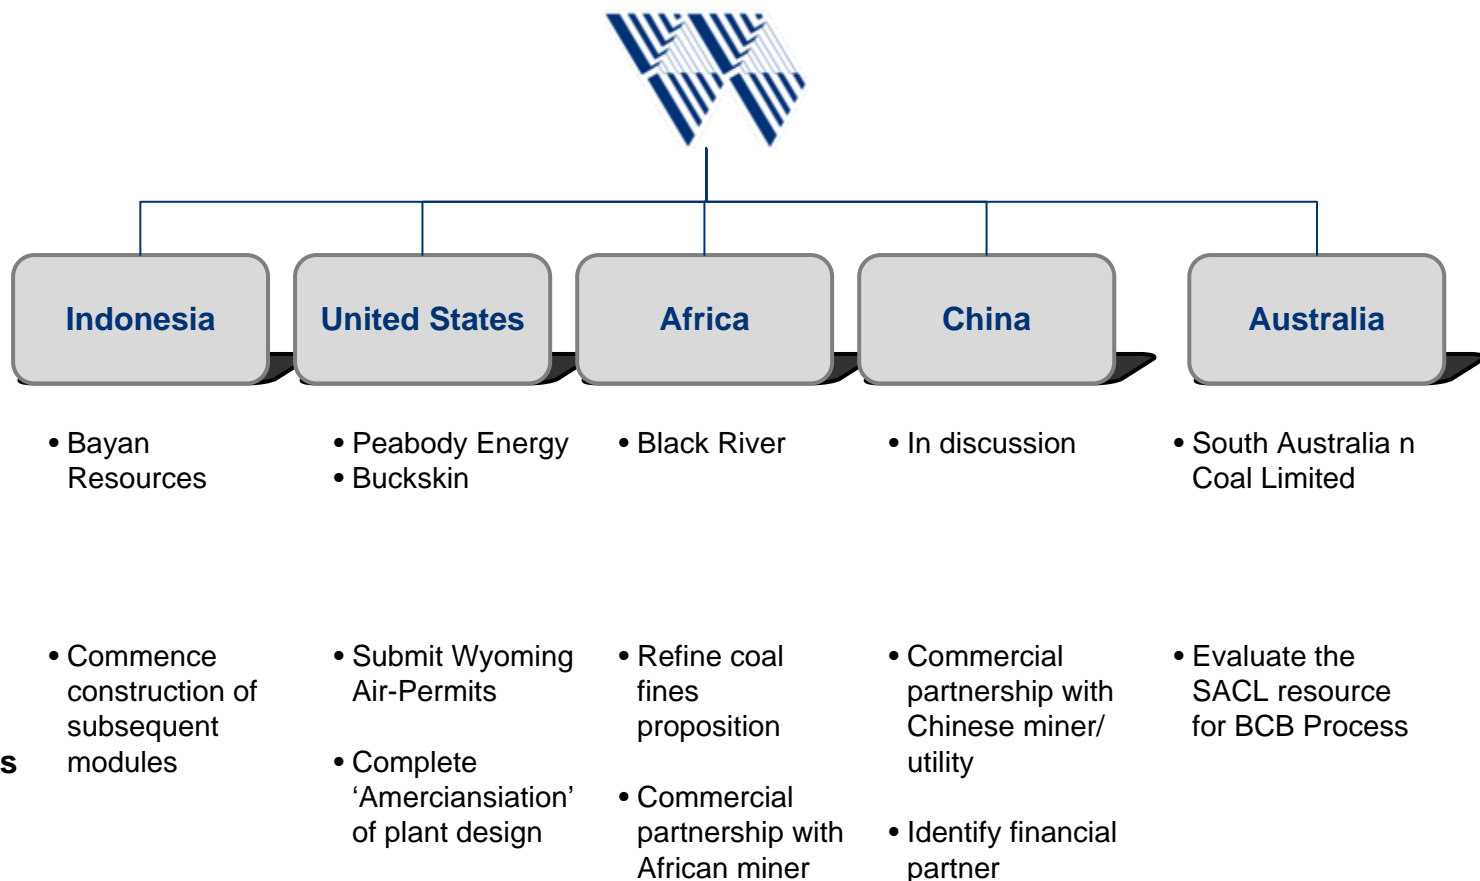 Indonesia
United States
Africa
China
Australia
• Bayan
Resources
• Peabody Energy
• Buckskin
• Black River
• In discussion
• South Australia n
Coal Limited
• Commence
construction of
subsequent
modules
s
• Submit Wyoming
Air-Permits
• Complete
‘Amerciansiation’
of plant design
• Refine coal
fines
proposition
• Commercial
partnership with
African miner
• Commercial
partnership with
Chinese miner/
utility
• Identify financial
partner
• Evaluate the
SACL resource
for BCB Process